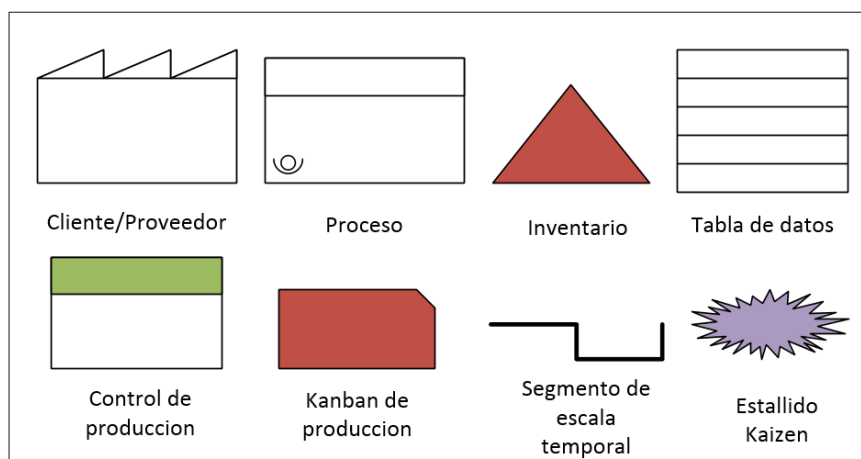 Cliente/Proveedor
Proceso
Inventario
Tabla de datos
Control de
produccion
Kanban de
produccion
Segmento de
escala
temporal
Estallido
Kaizen